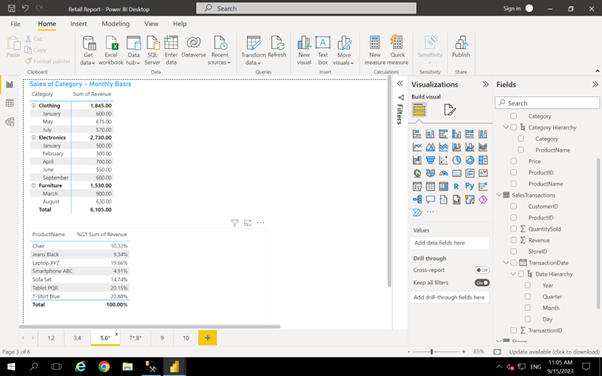 Retail Report - Power BI Desktop
Search
Sign in
File
Home
Insert
Modeling
View
Help
Paste
Cut
Copy
Format painter
Get data
Excel workbook
Data hub
SQL Server
Enter data
Dataverse
Recent sources
Transform data
Refresh
New visual
Text box
More visuals
New measure
Quick measure
Sensitivity
Publish
Clipboard
Data
Queries
Insert
Calculations
Sensitivity
Share
Sales of Category - Monthly Basis
Category Sum of Revenue
Clothing 1,845.00
January 600.00
May 675.00
July 570.00
Electronics 2,730.00
January 500.00
February 300.00
April 700.00
June 550.00
September 680.00
Furniture 1,530.00
March 900.00
August 630.00
Total 6,105.00
ProductName %GT Sum of Revenue
Chair 10.32%
Jeans Black 9.34%
Laptop XYZ 19.66%
Smartphone ABC 4.91%
Sofa Set 14.74%
Tablet PQR 20.15%
T-Shirt Blue 20.88%
Total 100.00%
Filters
Visualizations
Build visual
Values
Add data fields here
Drill through
Cross-report
Off
Keep all filters
On
Add drill-through fields here
Fields
Search
Category
Category Hierarchy
Category
ProductName
Price
ProductID
ProductName
SalesTransactions
CustomerID
ProductID
QuantitySold
Revenue
StoreID
TransactionDate
Date Hierarchy
Year
Quarter
Month
Day
TransactionID
1,2
3,4
5,6*
7*,8*
9
10
Page 3 of 6
85%
Update available (click to download)
ENG
11:05 AM
9/15/2023